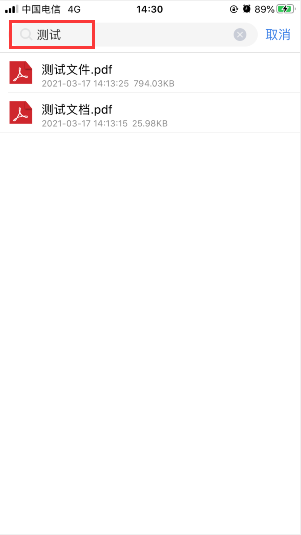 中国电信 4G 14:30 89%
测试 取消
测试文件.pdf
2021-03-17 14:13:25 794.03KB
测试文档.pdf
2021-03-17 14:13:15 25.98KB